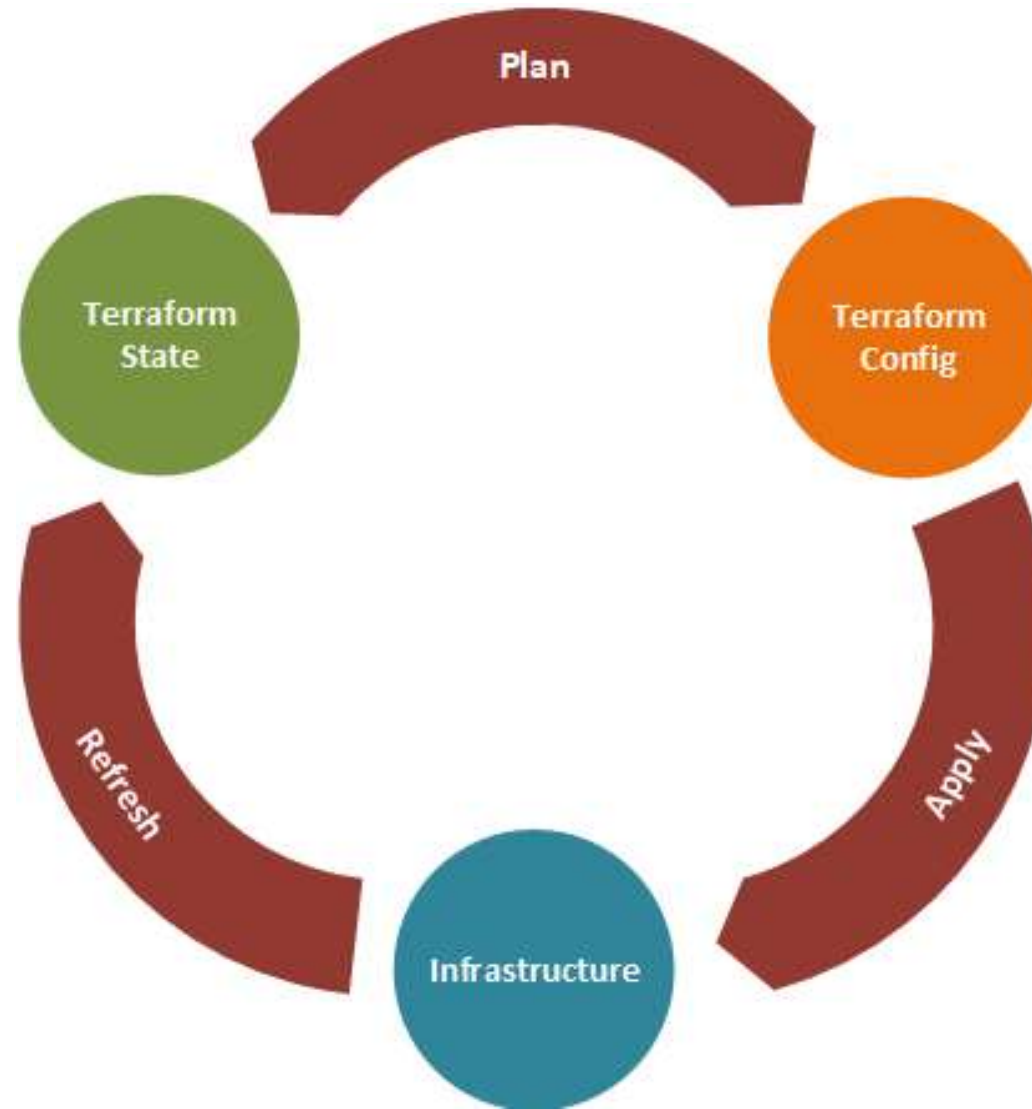 Plan
Terraform
State
Terraform
Config
Refresh
Apply
Infrastructure